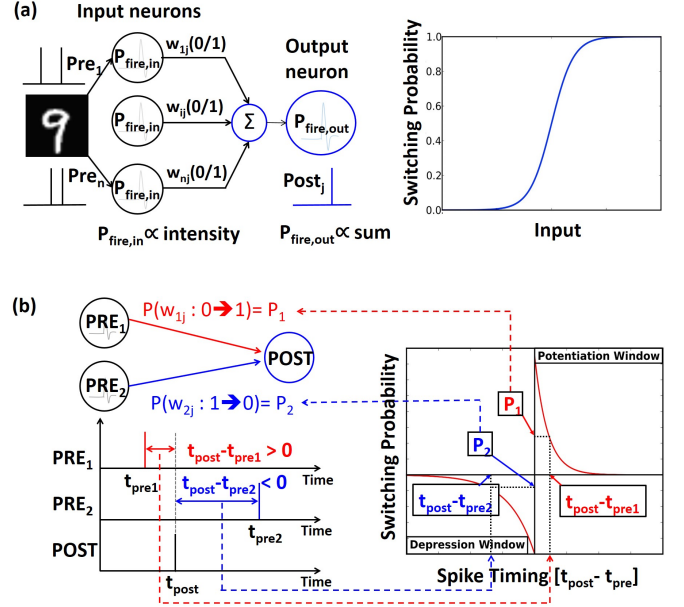 (a)
Input neurons
Pre1
Pfire,in
w1j(0/1)
Pfire,in
wij(0/1)
Pren
Pfire,in
wnj(0/1)
Σ
Output
neuron
Pfire,out
Postj
Pfire,in∝ intensity
Pfire,out∝ sum
9
Switching Probability
1.0
0.8
0.6
0.4
0.2
0.0
Input
(b)
PRE1
P(w1j : 0➔1)= P1
POST
PRE2
P(w2j : 1➔0)= P2
PRE1
tpost-tpre1 > 0
tpre1
Time
PRE2
tpost-tpre2 < 0
tpre2
Time
POST
tpost
Time
Switching Probability
Potentiation Window
P1
P2
tpost-tpre2
tpost-tpre1
Depression Window
Spike Timing [tpost- tpre]